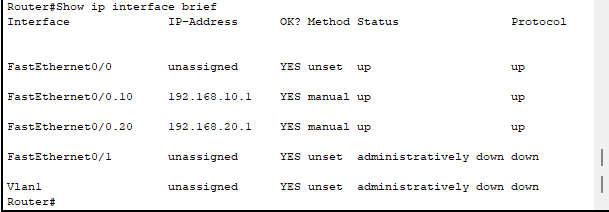 Router#Show ip interface brief
Interface IP-Address OK? Method Status Protocol
FastEthernet0/0 unassigned YES unset up up
FastEthernet0/0.10 192.168.10.1 YES manual up up
FastEthernet0/0.20 192.168.20.1 YES manual up up
FastEthernet0/1 unassigned YES unset administratively down down
Vlan1 unassigned YES unset administratively down down
Router#